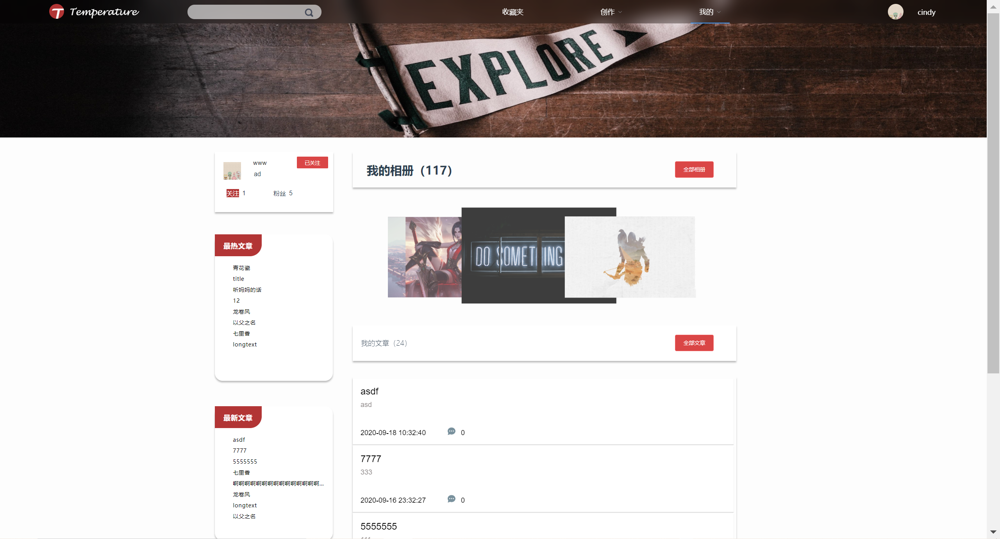 T Temperature
收藏夹
创作
我的
cindy
EXPLORE
www
已关注
ad
关注 1
粉丝 5
最热文章
青花瓷
title
听妈妈的话
12
龙卷风
以父之名
七里香
longtext
最新文章
asdf
7777
5555555
七里香
啊啊啊啊啊啊啊啊啊啊啊啊啊啊啊...
龙卷风
longtext
以父之名
我的相册（117）
全部相册
DO SOMETHING
我的文章（24）
全部文章
asdf
asd
2020-09-18 10:32:40
0
7777
333
2020-09-16 23:32:27
0
5555555